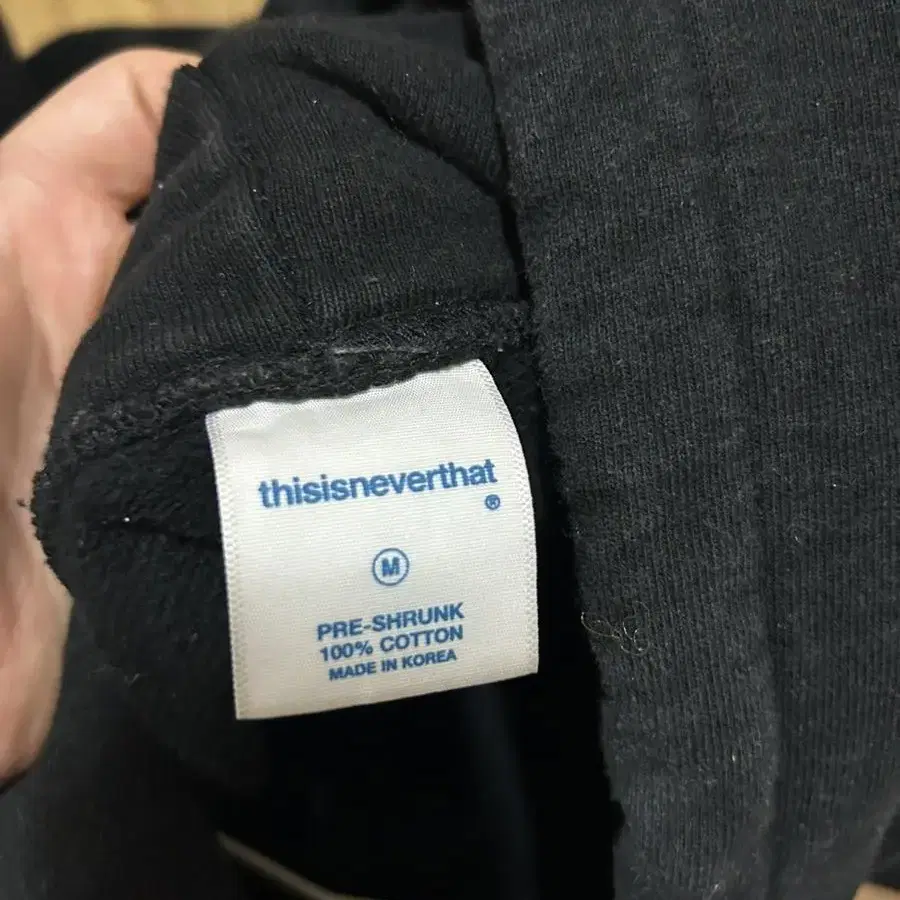 thisisneverthat
®
M
PRE-SHRUNK
100% COTTON
MADE IN KOREA